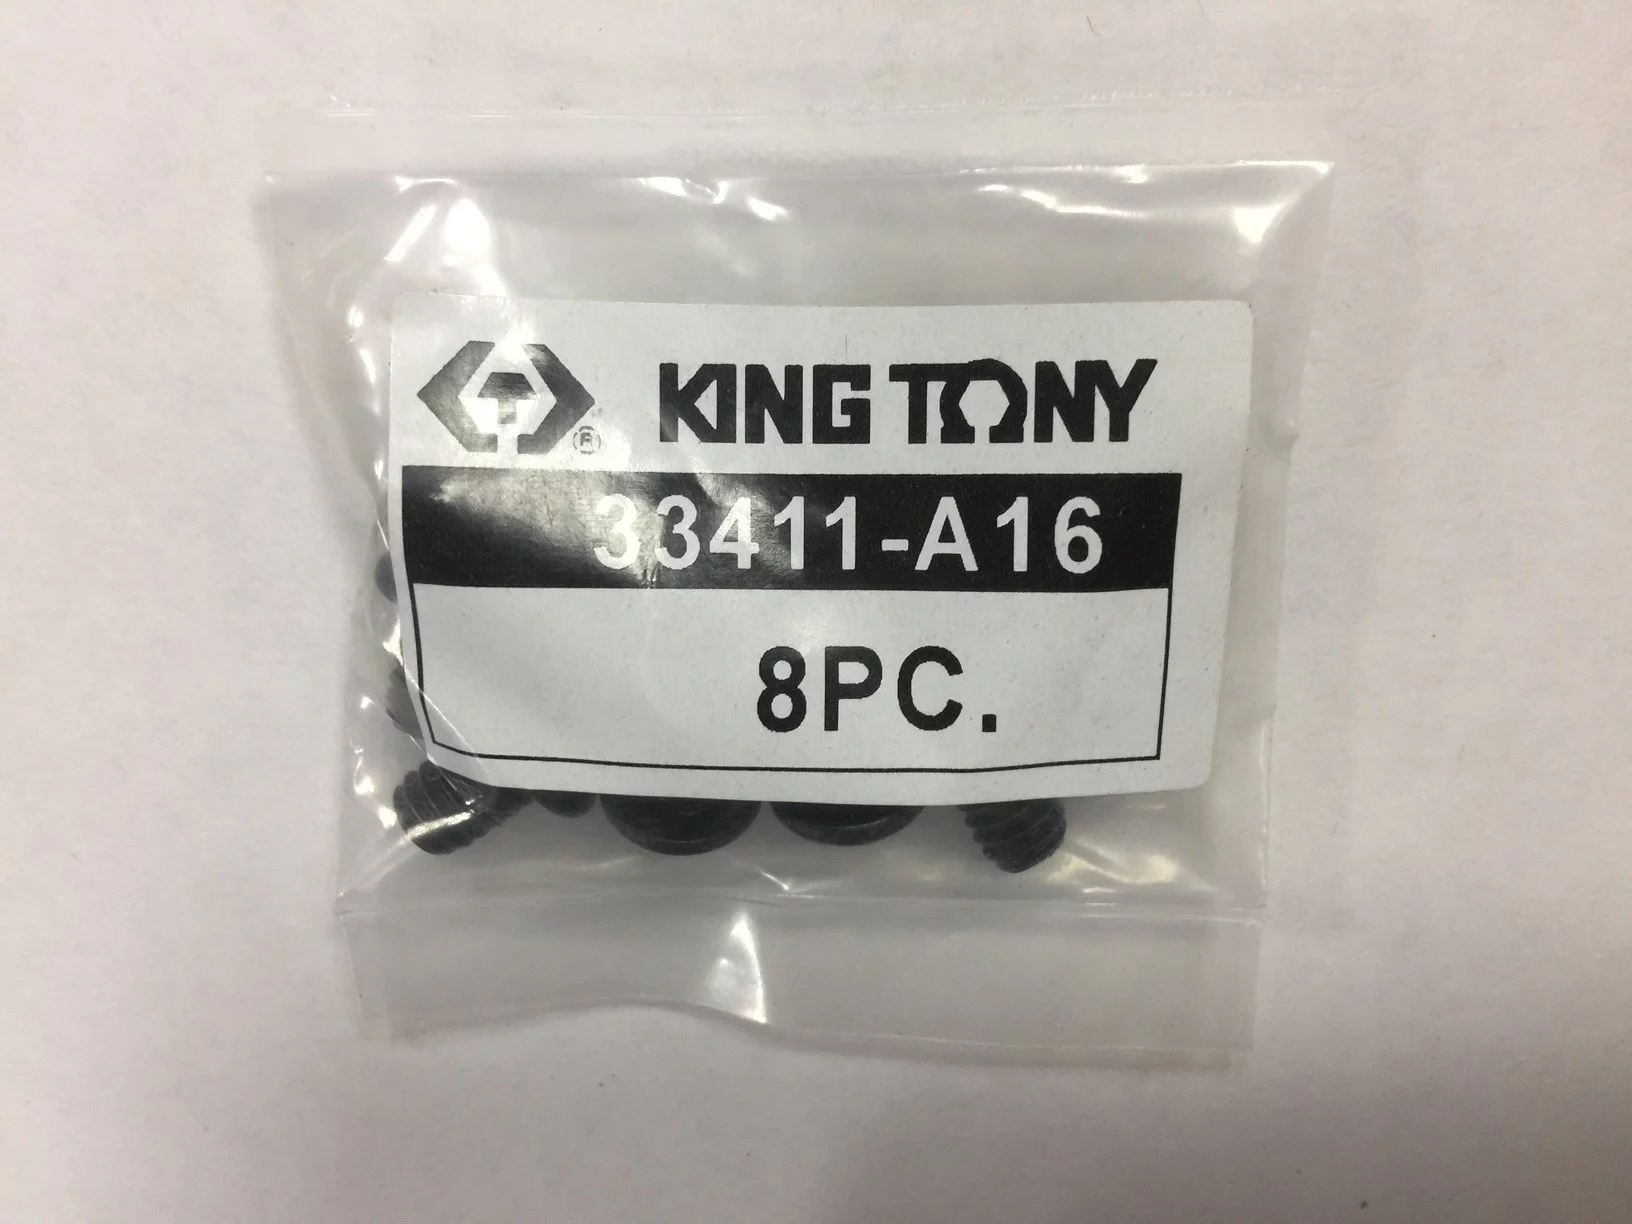 KING TONY
®
33411-A16
8PC.